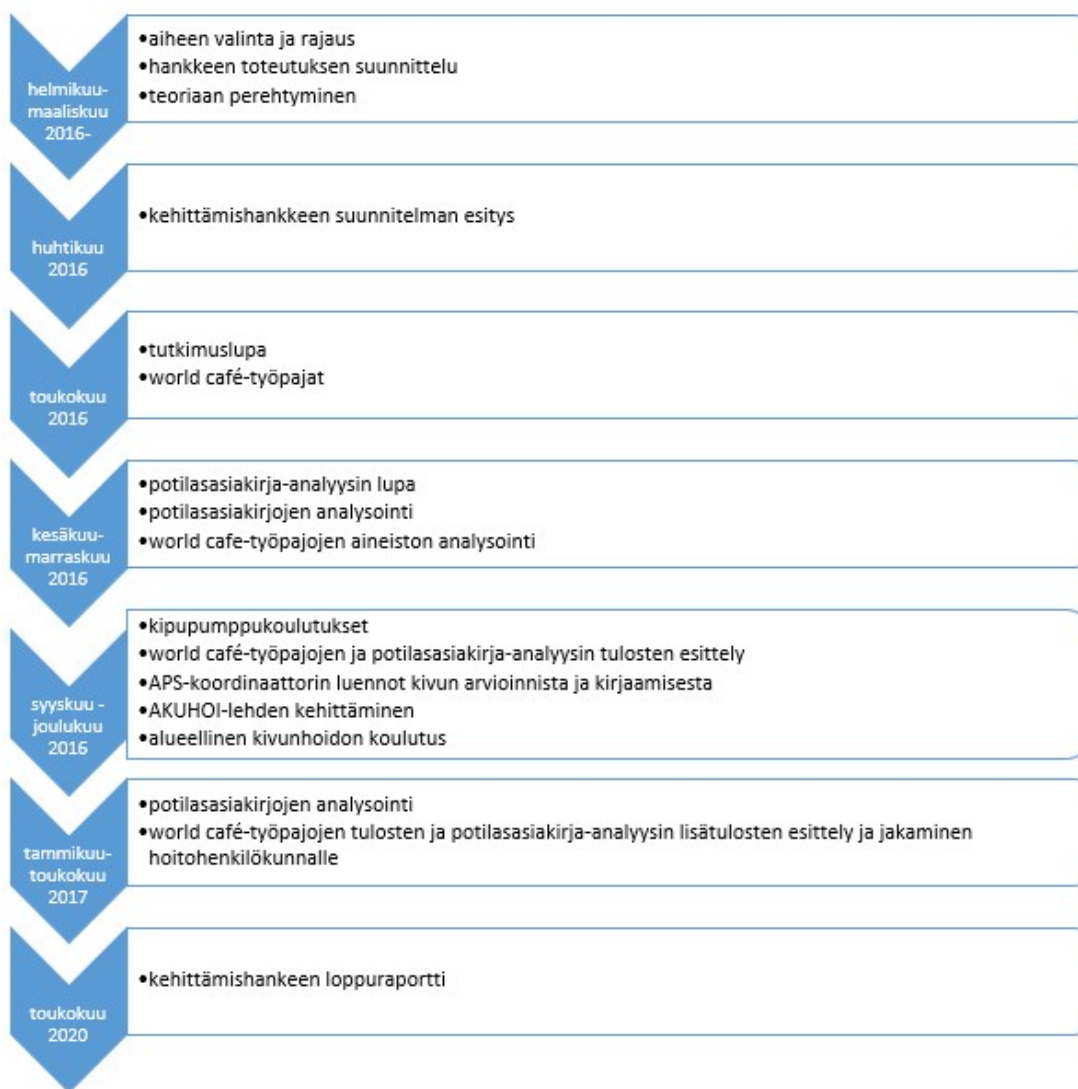 helmikuu-
maaliskuu
2016-
•aiheen valinta ja rajaus
•hankkeen toteutuksen suunnittelu
•teoriaan perehtyminen
huhtikuu
2016
•kehittämishankkeen suunnitelman esitys
toukokuu
2016
•tutkimuslupa
•world café-työpajat
kesäkuu-
marraskuu
2016
•potilasasiakirja-analyysin lupa
•potilasasiakirjojen analysointi
•world cafe-työpajojen aineiston analysointi
syyskuu -
joulukuu
2016
•kipupumppukoulutukset
•world café-työpajojen ja potilasasiakirja-analyysin tulosten esittely
•APS-koordinaattorin luennot kivun arvioinnista ja kirjaamisesta
•AKUHOI-lehden kehittäminen
•alueellinen kivunhoidon koulutus
tammikuu-
toukokuu
2017
•potilasasiakirjojen analysointi
•world café-työpajojen tulosten ja potilasasiakirja-analyysin lisätulosten esittely ja jakaminen
hoitohenkilökunnalle
toukokuu
2020
•kehittämishankeen loppuraportti